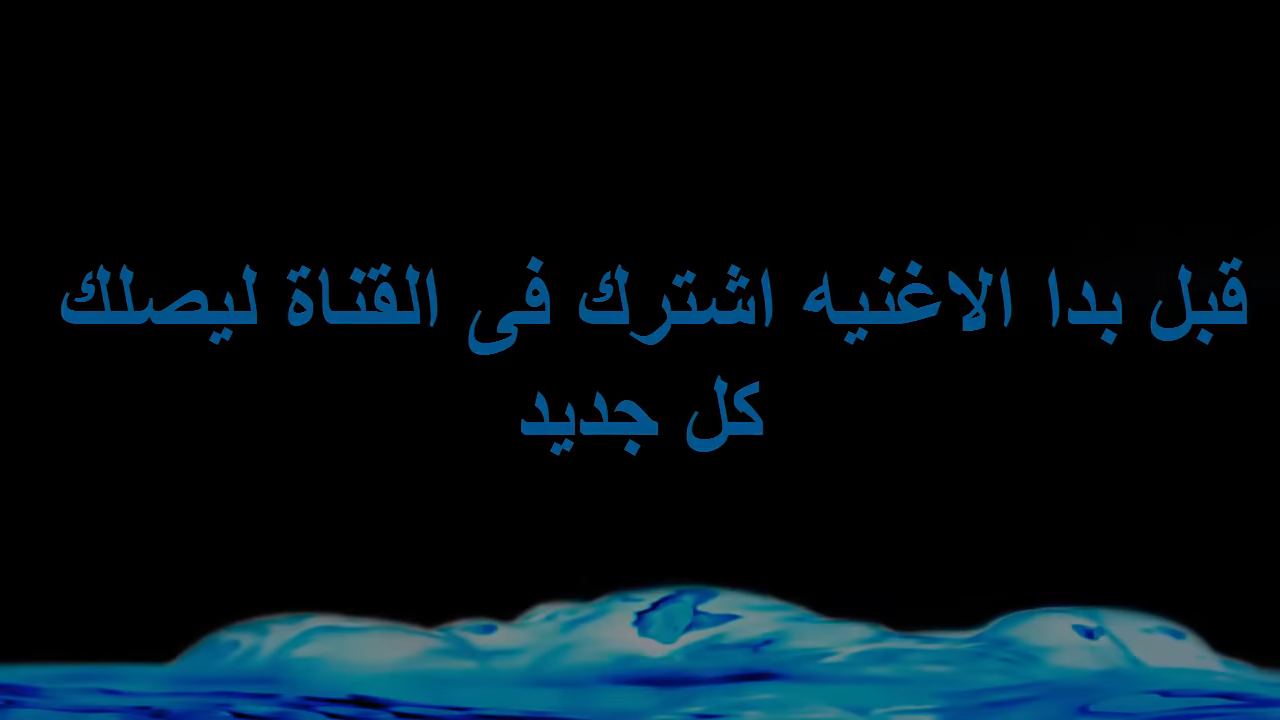 قبل بدا الاغنيه اشترك فى القناة ليصلك
كل جديد